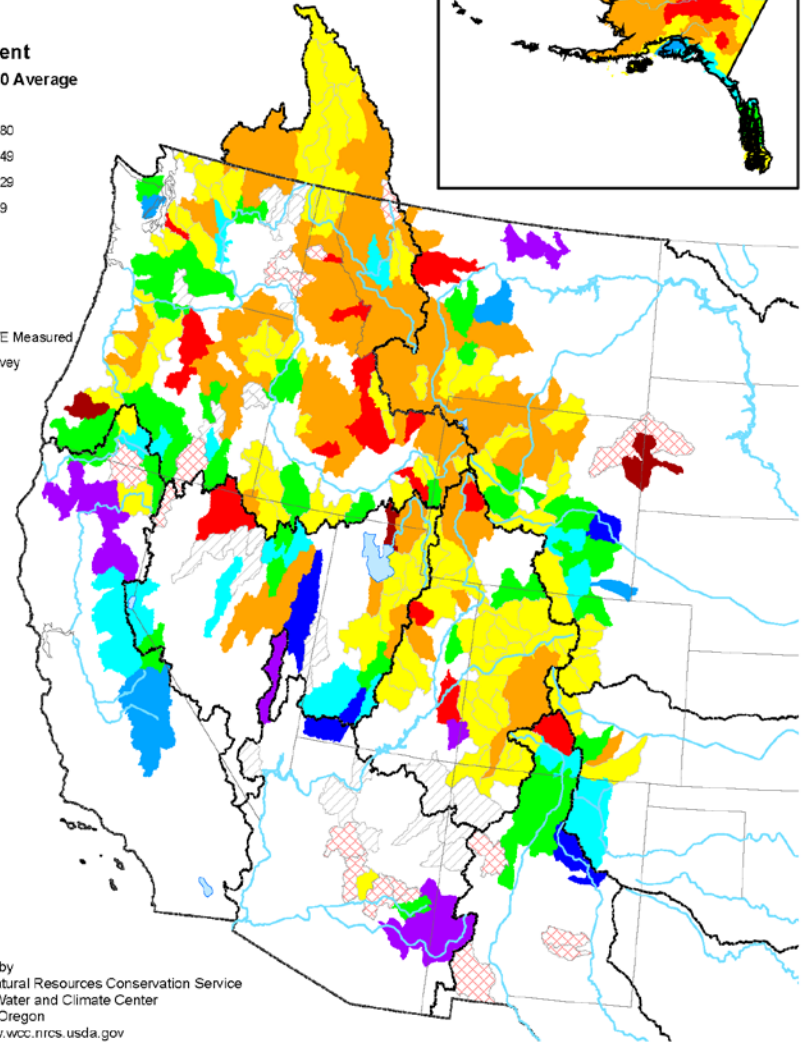 ent
0 Average
80
49
29
9
E Measured
vey
by
tural Resources Conservation Service
Water and Climate Center
Oregon
v.wcc.nrcs.usda.gov